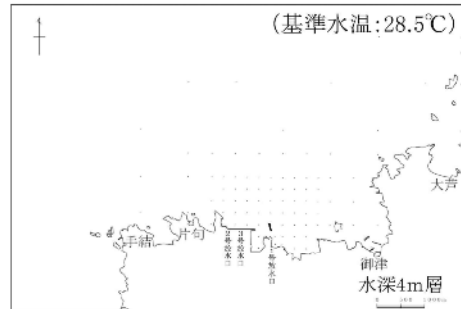 (基準水温:28.5℃)
大芦
手結
片句
2号放水口
3号放水口
1号放水口
御津
水深4m層